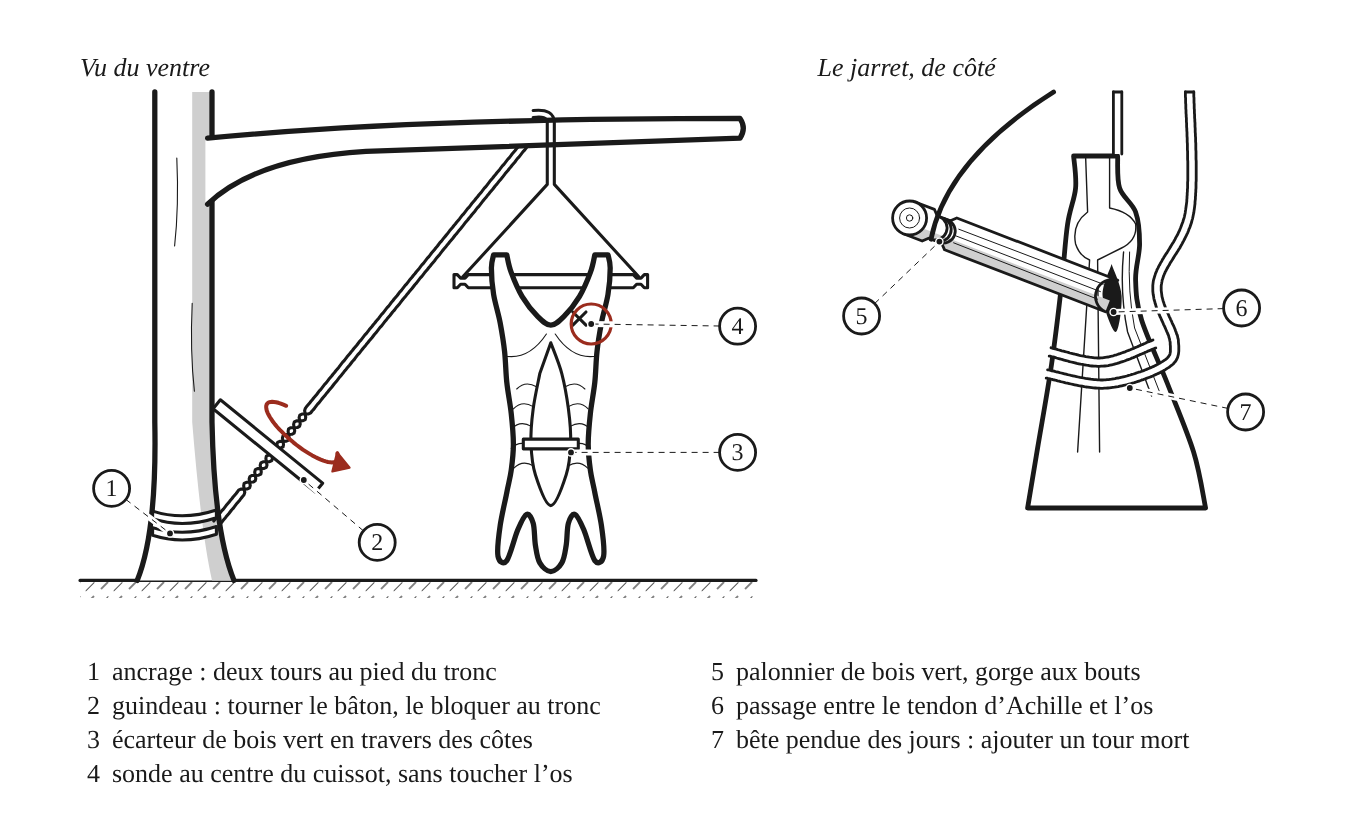 Vu du ventre
Le jarret, de côté
4
6
5
7
3
1
2
1 ancrage : deux tours au pied du tronc
2 guindeau : tourner le bâton, le bloquer au tronc
3 écarteur de bois vert en travers des côtes
4 sonde au centre du cuissot, sans toucher l’os
5 palonnier de bois vert, gorge aux bouts
6 passage entre le tendon d’Achille et l’os
7 bête pendue des jours : ajouter un tour mort